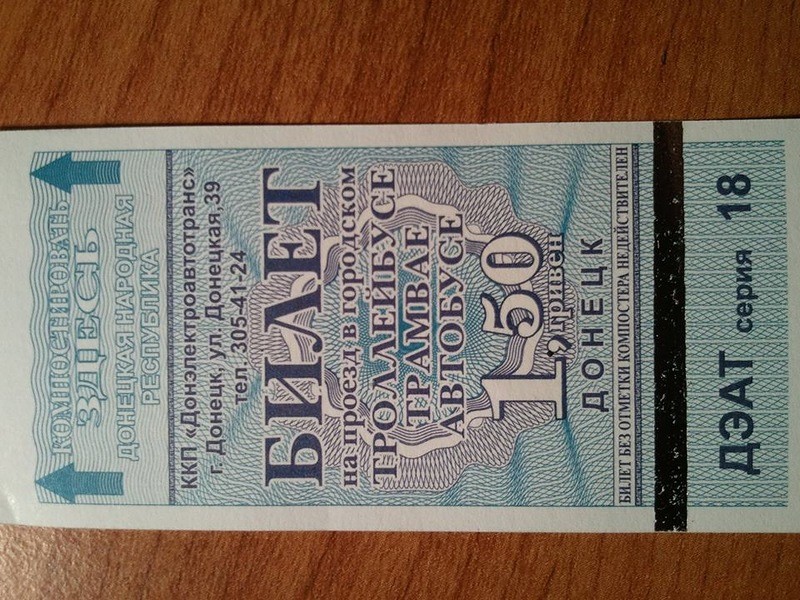 КОМПОСТИРОВАТЬ
ЗДЕСЬ
ДОНЕЦКАЯ НАРОДНАЯ
РЕСПУБЛИКА
ККП «Донэлектроавтотранс»
г. Донецк, ул. Донецкая,39
тел. 305-41-24
БИЛЕТ
на проезд в городском
ТРОЛЛЕЙБУСЕ
ТРАМВАЕ
АВТОБУСЕ
1,50 гривен
ДОНЕЦК
БИЛЕТ БЕЗ ОТМЕТКИ КОМПОСТЕРА НЕДЕЙСТВИТЕЛЕН
ДЭАТ серия 18